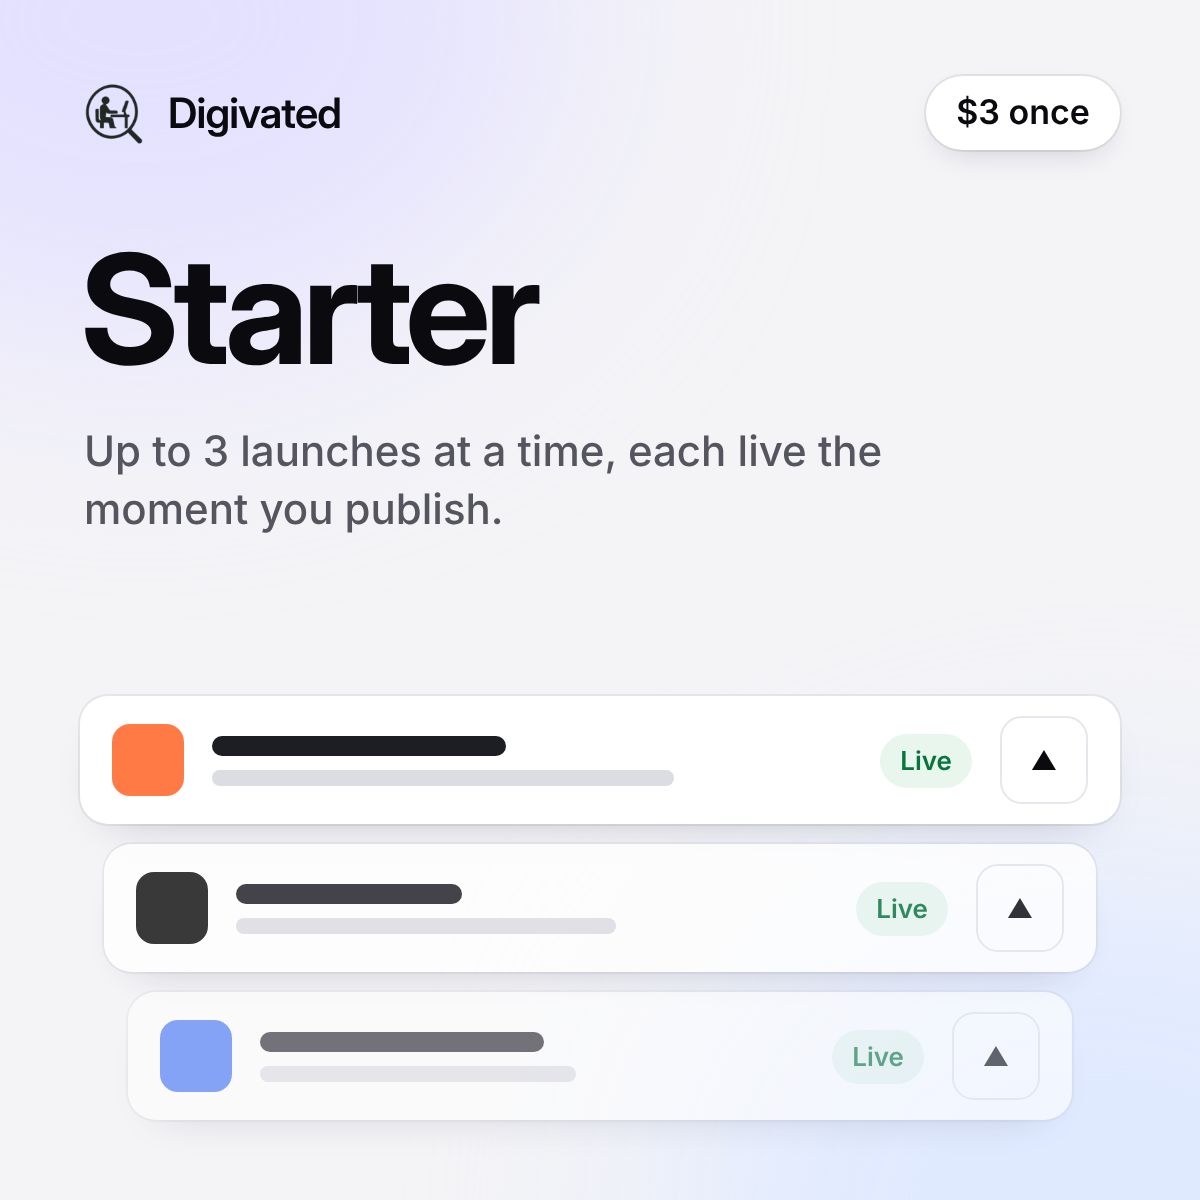 Digivated
$3 once
Starter
Up to 3 launches at a time, each live the
moment you publish.
Live
Live
Live